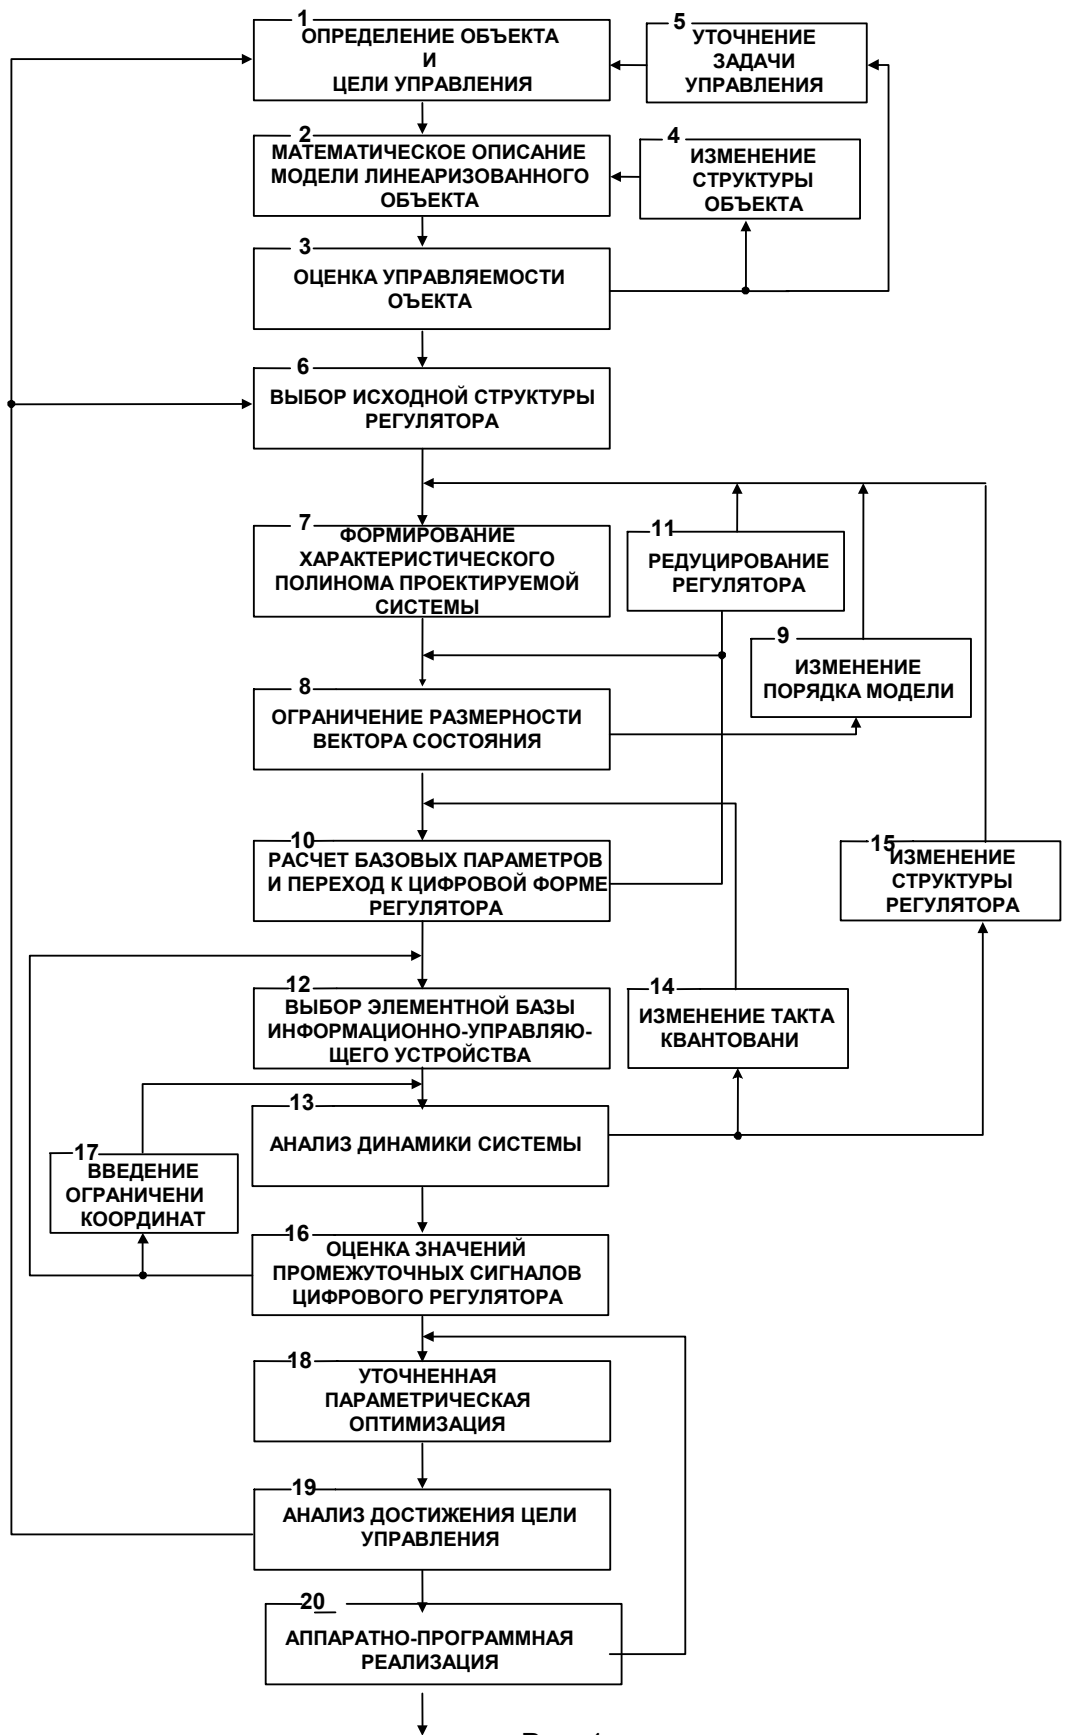 1
ОПРЕДЕЛЕНИЕ ОБЪЕКТА
И
ЦЕЛИ УПРАВЛЕНИЯ
5
УТОЧНЕНИЕ
ЗАДАЧИ
УПРАВЛЕНИЯ
2
МАТЕМАТИЧЕСКОЕ ОПИСАНИЕ
МОДЕЛИ ЛИНЕАРИЗОВАННОГО
ОБЪЕКТА
4
ИЗМЕНЕНИЕ
СТРУКТУРЫ
ОБЪЕКТА
3
ОЦЕНКА УПРАВЛЯЕМОСТИ
ОЪЕКТА
6
ВЫБОР ИСХОДНОЙ СТРУКТУРЫ
РЕГУЛЯТОРА
7
ФОРМИРОВАНИЕ
ХАРАКТЕРИСТИЧЕСКОГО
ПОЛИНОМА ПРОЕКТИРУЕМОЙ
СИСТЕМЫ
11
РЕДУЦИРОВАНИЕ
РЕГУЛЯТОРА
9
ИЗМЕНЕНИЕ
ПОРЯДКА МОДЕЛИ
8
ОГРАНИЧЕНИЕ РАЗМЕРНОСТИ
ВЕКТОРА СОСТОЯНИЯ
10
РАСЧЕТ БАЗОВЫХ ПАРАМЕТРОВ
И ПЕРЕХОД К ЦИФРОВОЙ ФОРМЕ
РЕГУЛЯТОРА
15
ИЗМЕНЕНИЕ
СТРУКТУРЫ
РЕГУЛЯТОРА
12
ВЫБОР ЭЛЕМЕНТНОЙ БАЗЫ
ИНФОРМАЦИОННО-УПРАВЛЯЮ-
ЩЕГО УСТРОЙСТВА
14
ИЗМЕНЕНИЕ ТАКТА
КВАНТОВАНИ
13
АНАЛИЗ ДИНАМИКИ СИСТЕМЫ
17
ВВЕДЕНИЕ
ОГРАНИЧЕНИ
КООРДИНАТ
16
ОЦЕНКА ЗНАЧЕНИЙ
ПРОМЕЖУТОЧНЫХ СИГНАЛОВ
ЦИФРОВОГО РЕГУЛЯТОРА
18
УТОЧНЕННАЯ
ПАРАМЕТРИЧЕСКАЯ
ОПТИМИЗАЦИЯ
19
АНАЛИЗ ДОСТИЖЕНИЯ ЦЕЛИ
УПРАВЛЕНИЯ
20
АППАРАТНО-ПРОГРАММНАЯ
РЕАЛИЗАЦИЯ